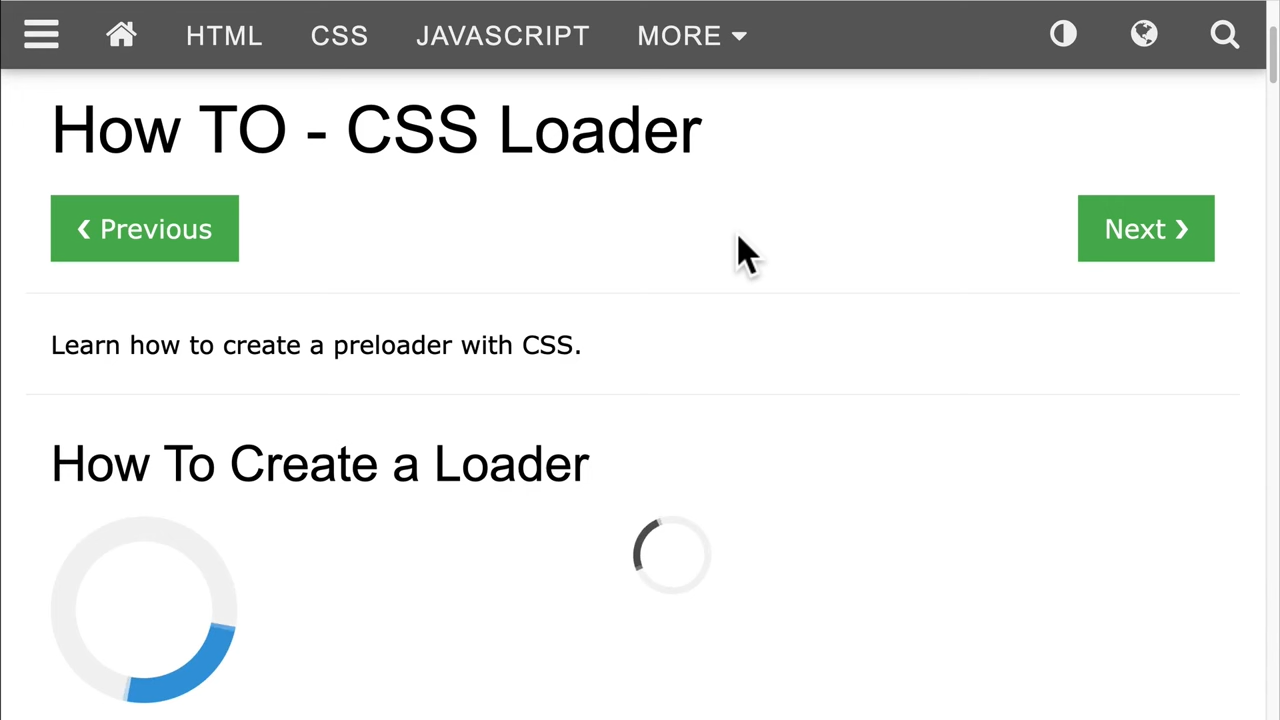 HTML CSS JAVASCRIPT MORE
How TO - CSS Loader
❮ Previous Next ❯
Learn how to create a preloader with CSS.
How To Create a Loader